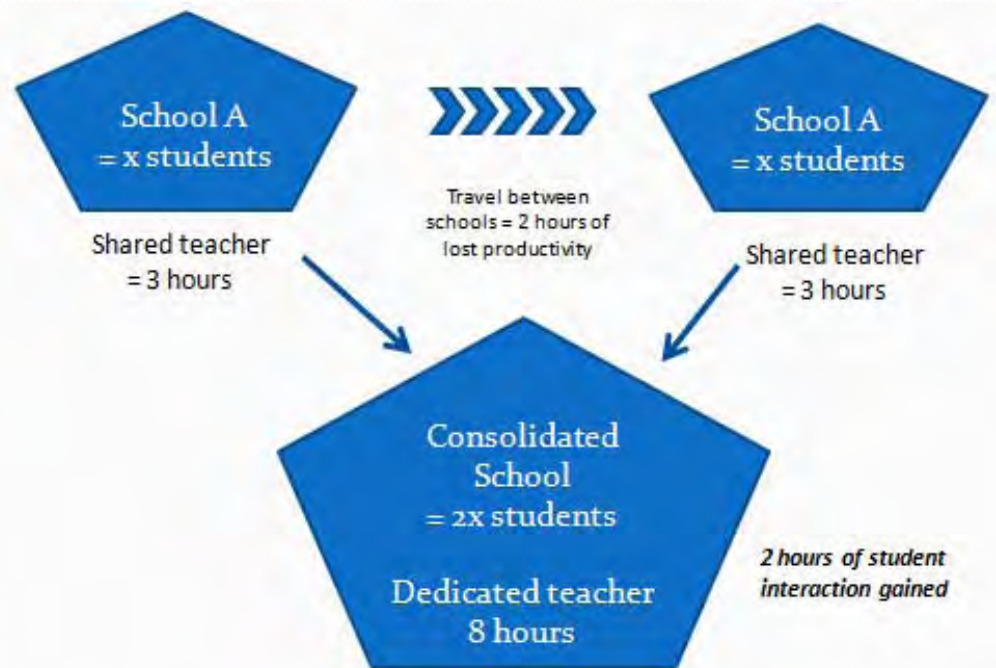 School A
= x students
School A
= x students
Travel between
schools = 2 hours of
lost productivity
Shared teacher
= 3 hours
Shared teacher
= 3 hours
Consolidated
School
= 2x students
Dedicated teacher
8 hours
2 hours of student
interaction gained